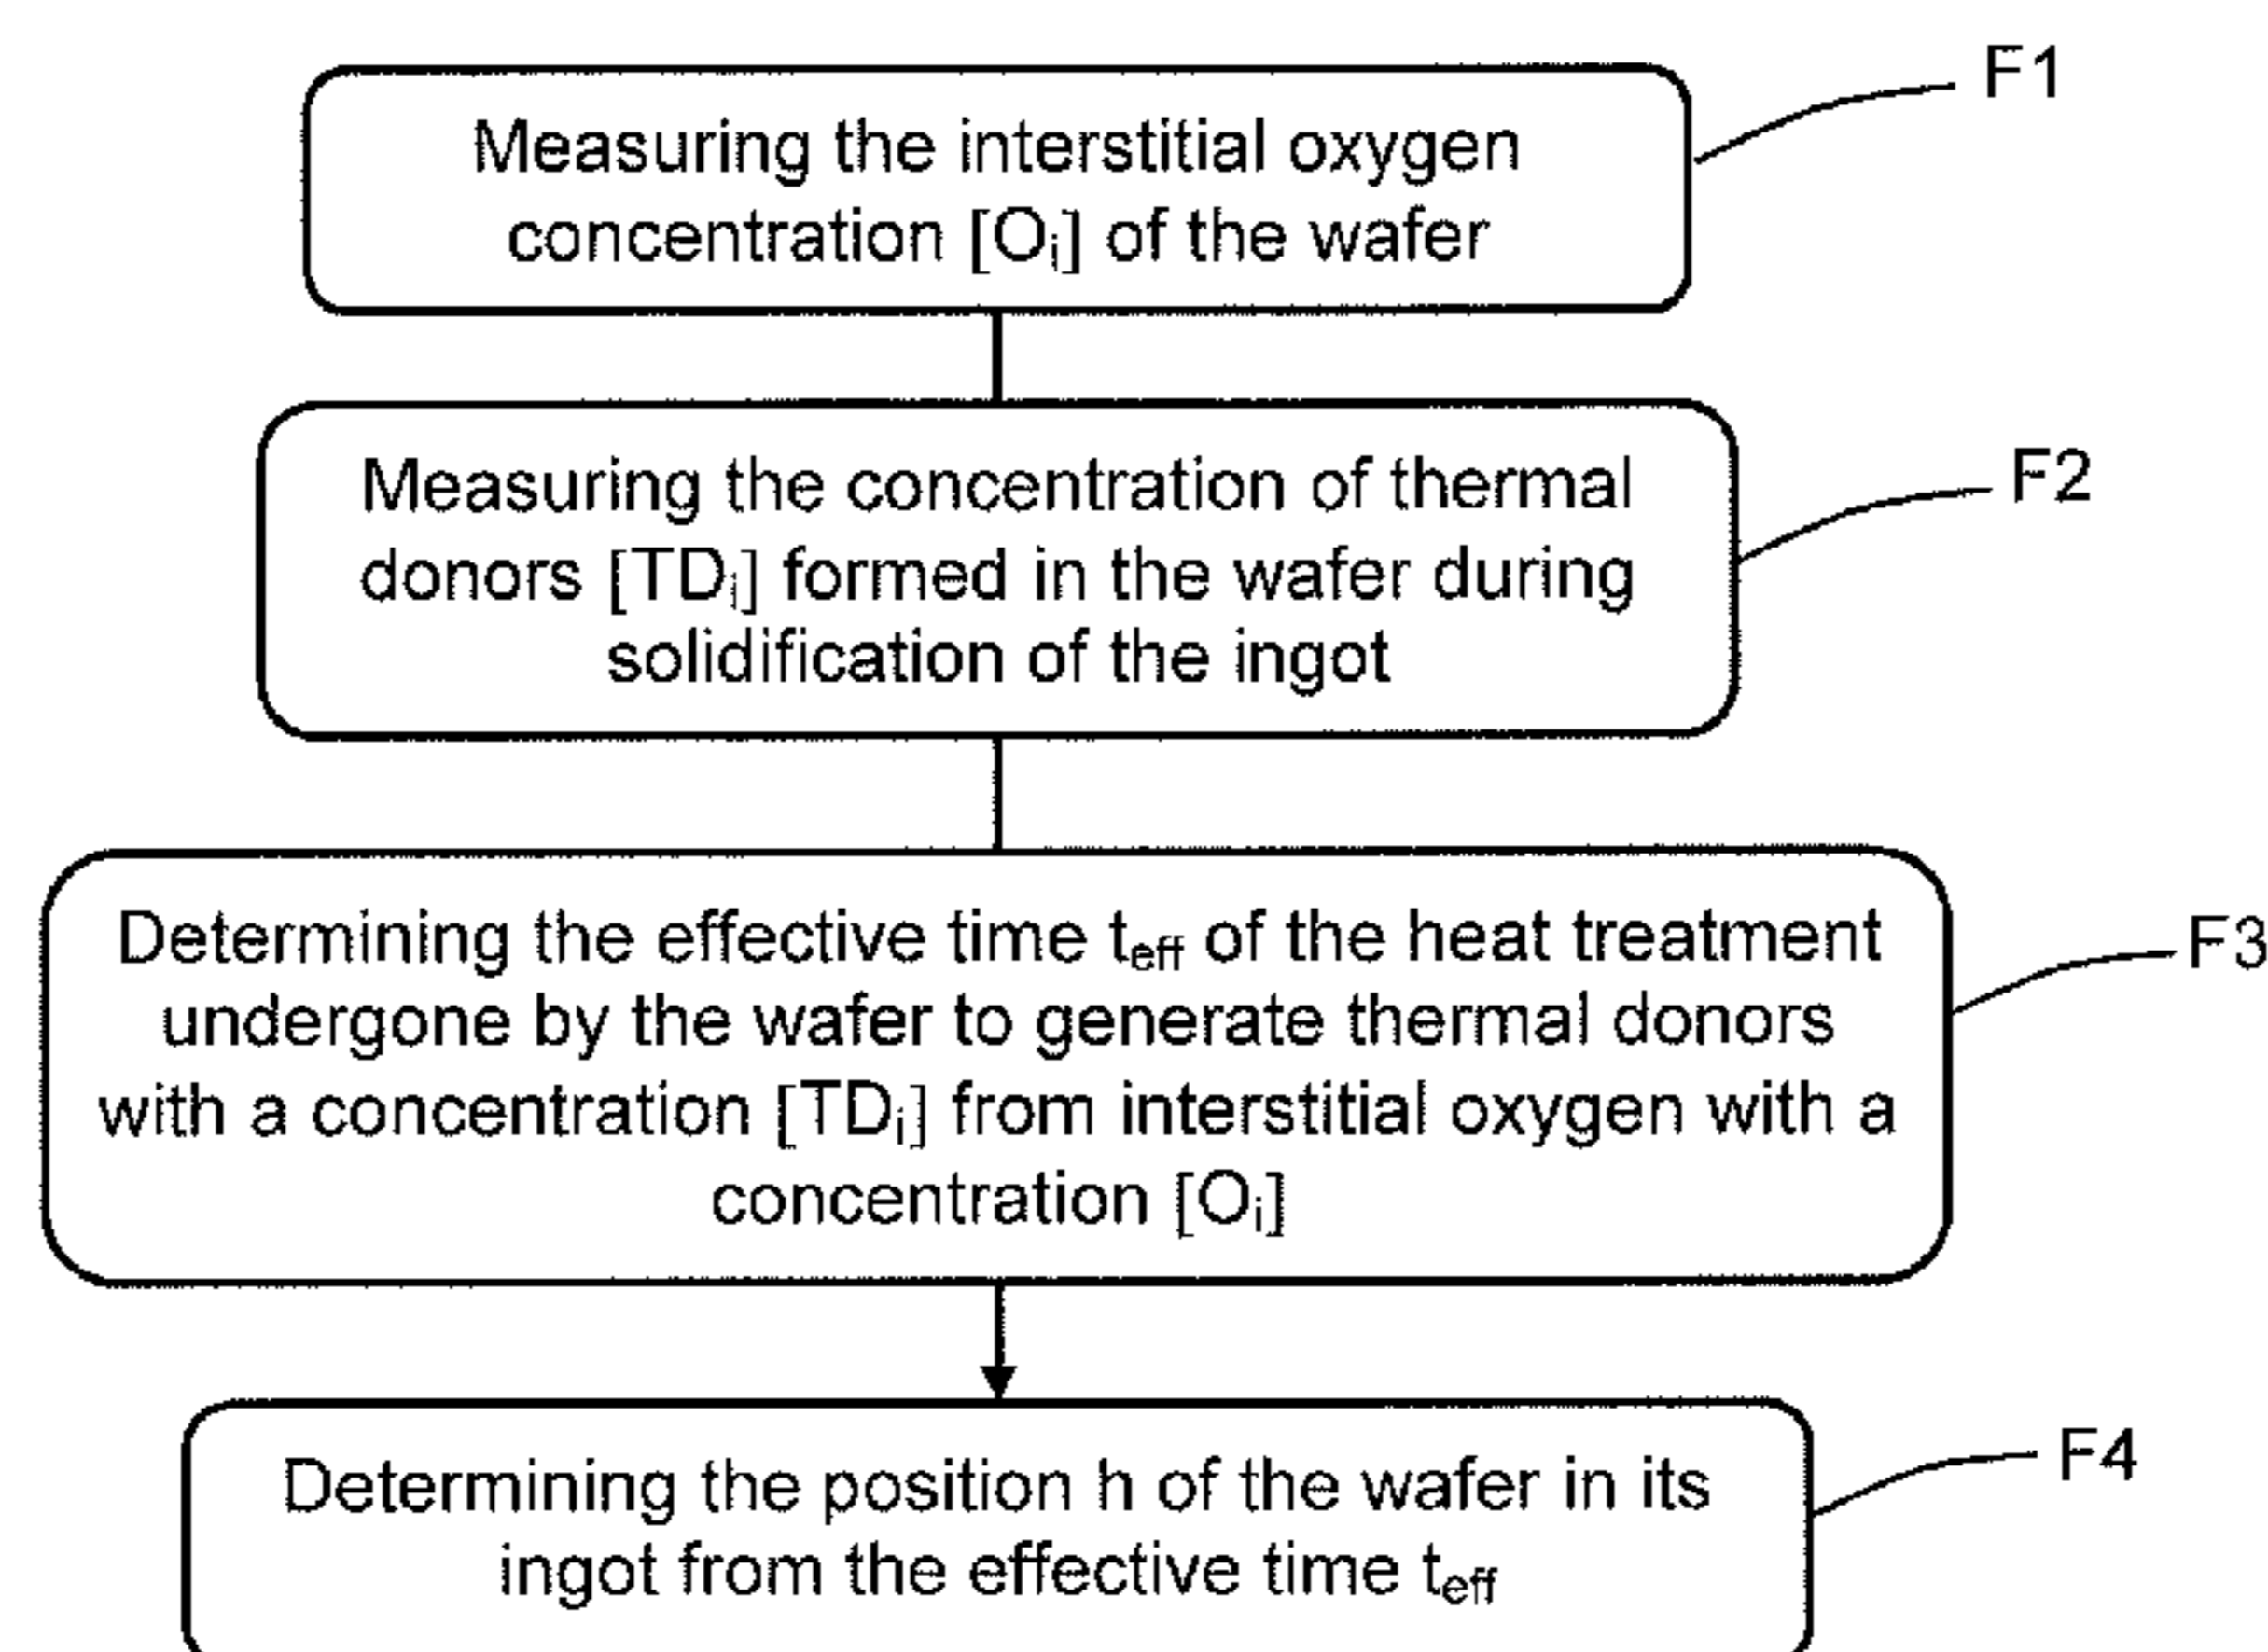 F1
Measuring the interstitial oxygen
concentration [Oi] of the wafer
F2
Measuring the concentration of thermal
donors [TDi] formed in the wafer during
solidification of the ingot
F3
Determining the effective time teff of the heat treatment
undergone by the wafer to generate thermal donors
with a concentration [TDi] from interstitial oxygen with a
concentration [Oi]
F4
Determining the position h of the wafer in its
ingot from the effective time teff